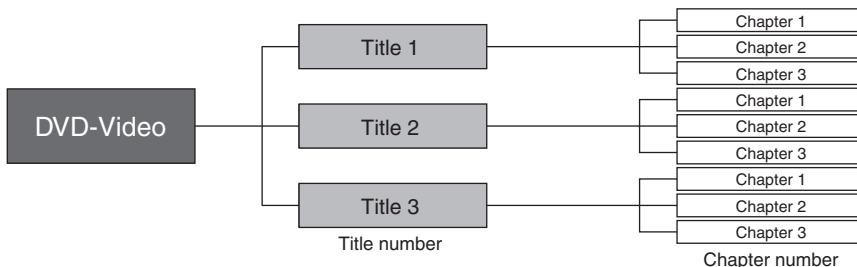 DVD-Video
Title 1
Title 2
Title 3
Title number
Chapter 1
Chapter 2
Chapter 3
Chapter 1
Chapter 2
Chapter 3
Chapter 1
Chapter 2
Chapter 3
Chapter number